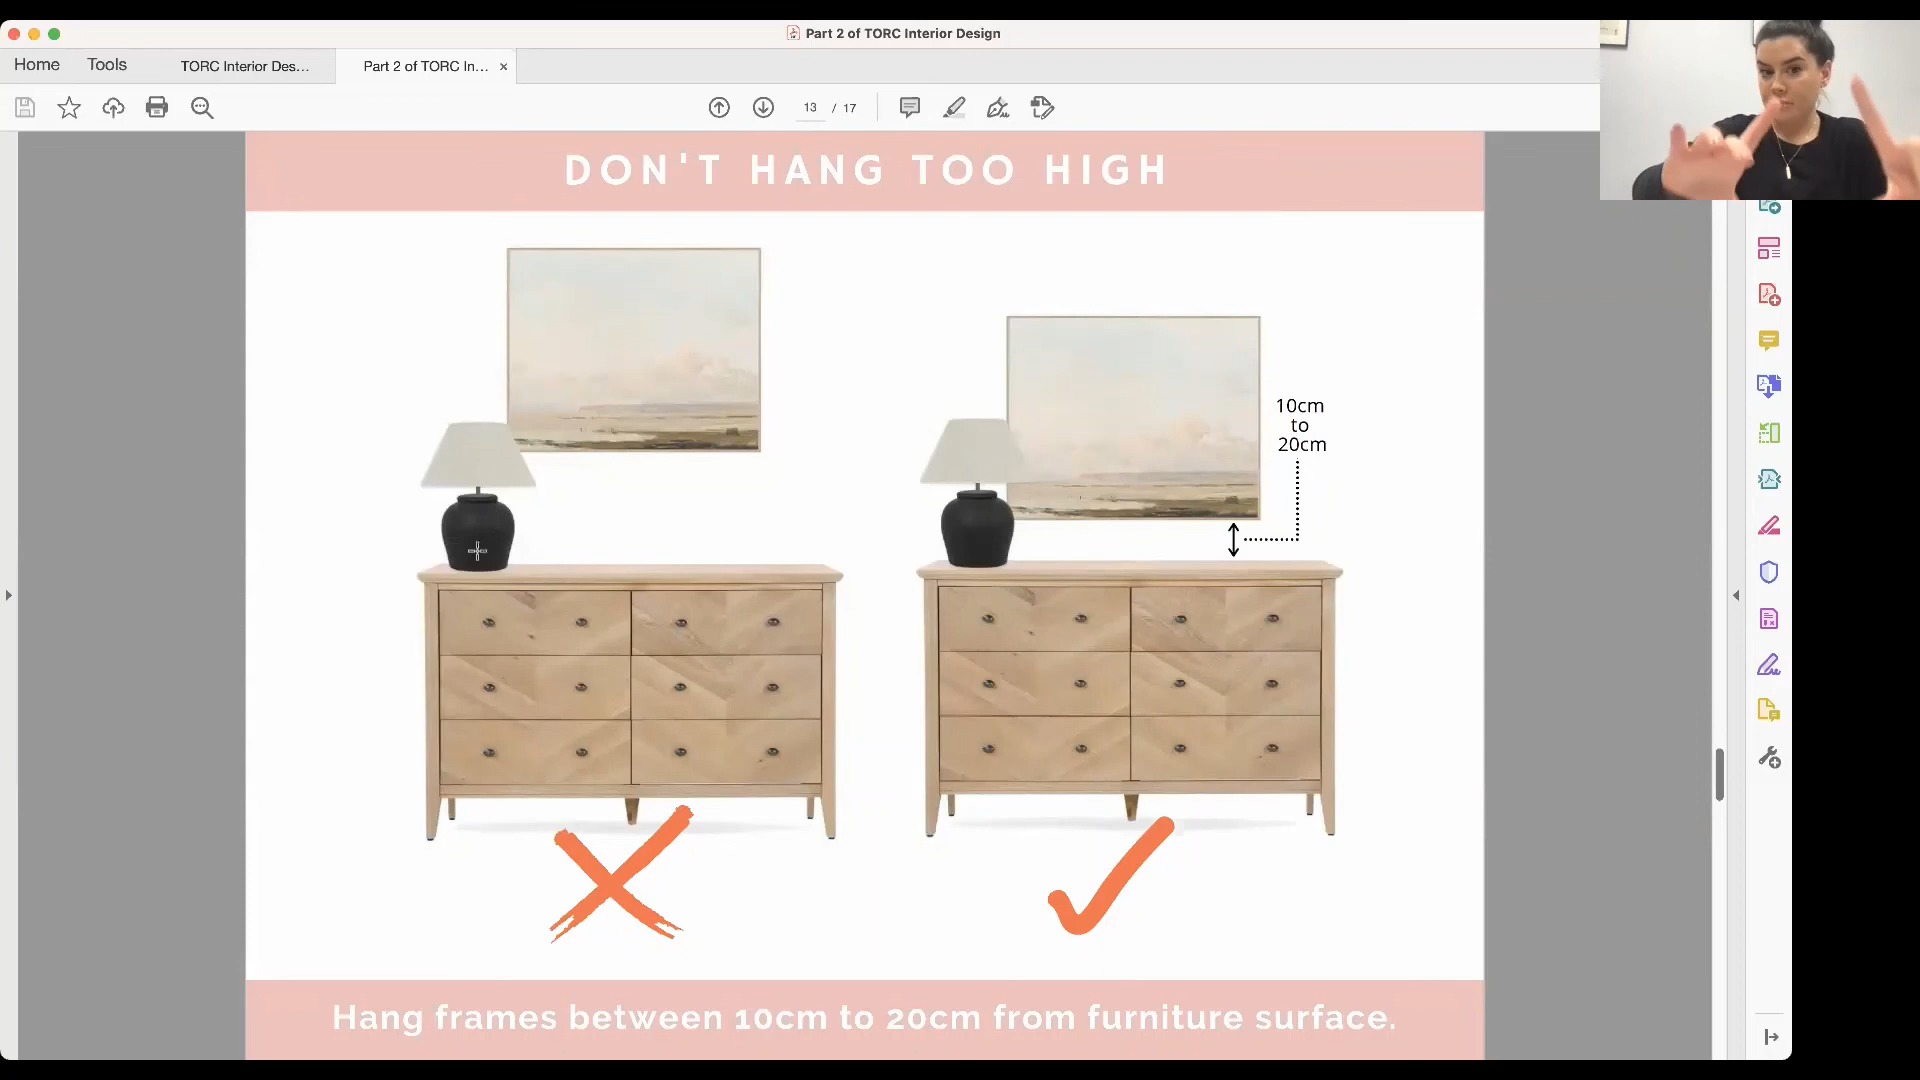 Part 2 of TORC Interior Design
Home
Tools
TORC Interior Des...
Part 2 of TORC In...
13 / 17
DON'T HANG TOO HIGH
10cm
to
20cm
Hang frames between 10cm to 20cm from furniture surface.